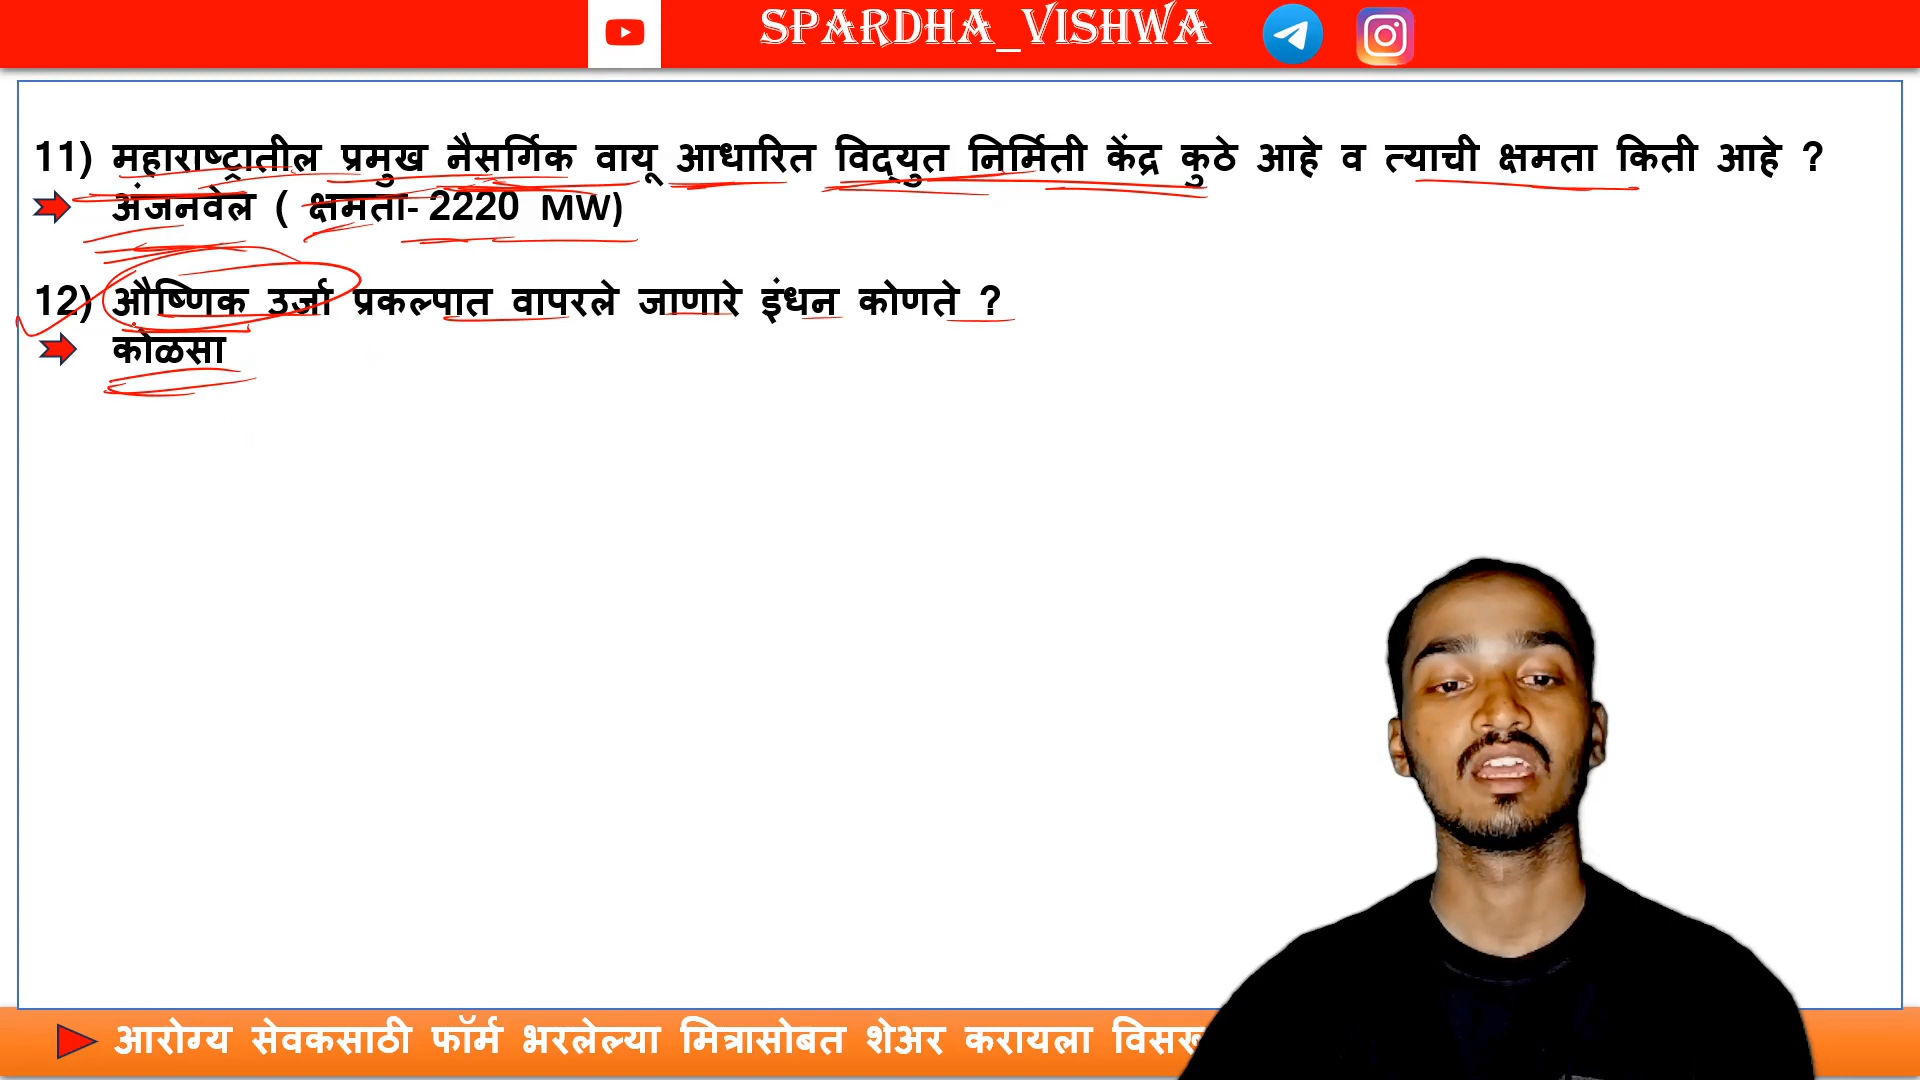 SPARDHA_VISHWA
11) महाराष्ट्रातील प्रमुख नैसर्गिक वायू आधारित विद्युत निर्मिती केंद्र कुठे आहे व त्याची क्षमता किती आहे ?
अंजनवेल ( क्षमता- 2220 MW)
12) औष्णिक उर्जा प्रकल्पात वापरले जाणारे इंधन कोणते ?
कोळसा
आरोग्य सेवकसाठी फॉर्म भरलेल्या मित्रासोबत शेअर करायला